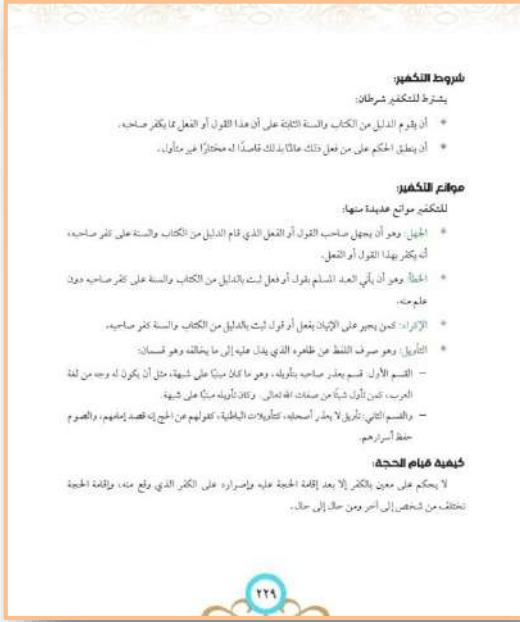 شروط التكفير:
يشترط للتكفير شرطان:
* أن يقوم الدليل من الكتاب والسنة الثابتة على أن هذا القول أو الفعل مما يكفر صاحبه.
* أن ينطبق الحكم على من فعل ذلك عالمًا بذلك قاصدًا له مختارًا غير متأول.
موانع التكفير:
للتكفير موانع عديدة منها:
* الجهل: وهو أن يجهل صاحب القول أو الفعل الذي قام الدليل من الكتاب والسنة على كفر صاحبه،
أنه يكفر بهذا القول أو الفعل.
* الخطأ: وهو أن يأتي العبد المسلم بقول أو فعل ثبت بالدليل من الكتاب والسنة على كفر صاحبه دون
علم منه.
* الإكراه: كمن يجبر على الإتيان بفعل أو قول ثبت بالدليل من الكتاب والسنة كفر صاحبه.
* التأويل: وهو صرف اللفظ عن ظاهره الذي يدل عليه إلى ما يخالفه وهو قسمان:
– القسم الأول: قسم يعذر صاحبه بتأويله، وهو ما كان مبنيًا على شبهة، مثل أن يكون له وجه من لغة
العرب، كمن تأول شيئًا من صفات الله تعالى. وكان تأويله مبنيًا على شبهة.
– والقسم الثاني: تأويل لا يعذر أصحابه، كتأويلات الباطنية، كقولهم عن الحج إنه قصد إمامهم، والصوم
حفظ أسرارهم.
كيفية قيام الحجة:
لا يحكم على معين بالكفر إلا بعد إقامة الحجة عليه وإصراره على الكفر الذي وقع منه، وإقامة الحجة
تختلف من شخص إلى آخر ومن حال إلى حال.
٢٢٩